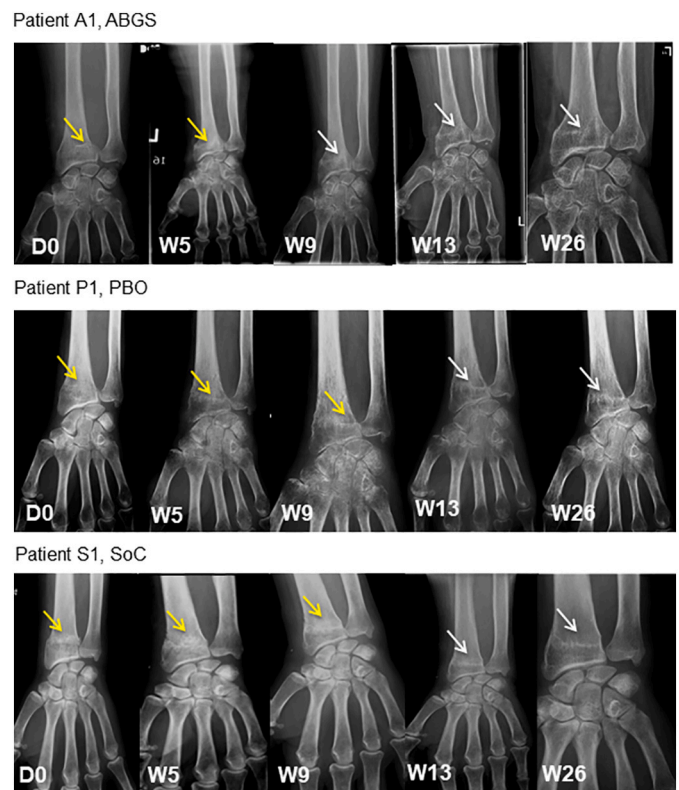 Patient A1, ABGS
D0 W5 W9 W13 W26
Patient P1, PBO
D0 W5 W9 W13 W26
Patient S1, SoC
D0 W5 W9 W13 W26